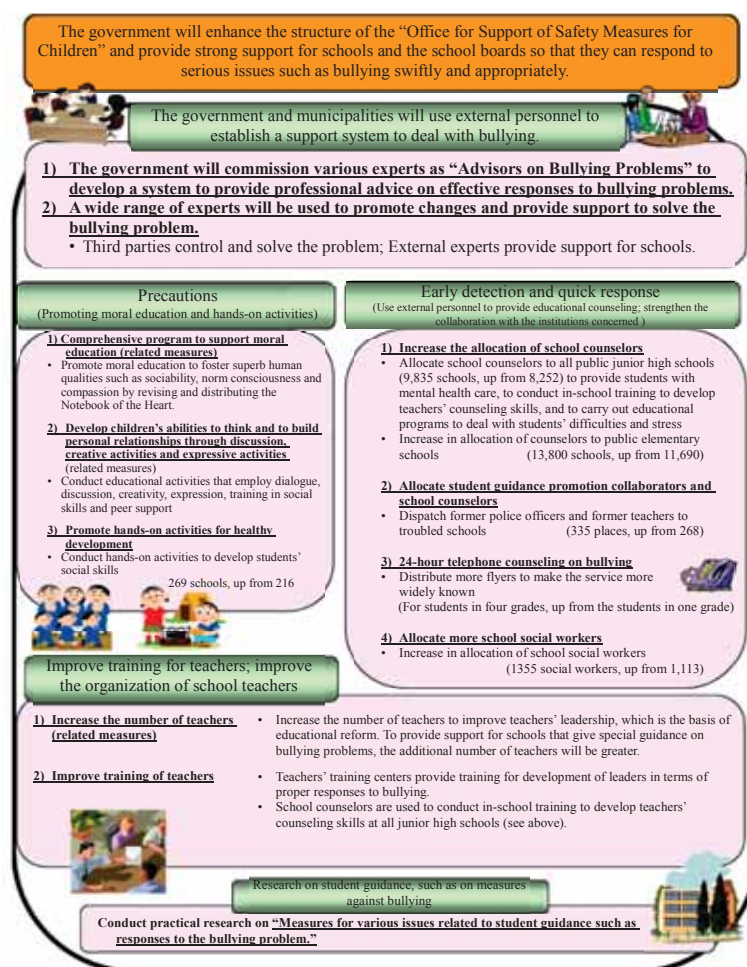 The government will enhance the structure of the “Office for Support of Safety Measures for
Children” and provide strong support for schools and the school boards so that they can respond to
serious issues such as bullying swiftly and appropriately.
The government and municipalities will use external personnel to
establish a support system to deal with bullying.
1) The government will commission various experts as “Advisors on Bullying Problems” to
develop a system to provide professional advice on effective responses to bullying problems.
2) A wide range of experts will be used to promote changes and provide support to solve the
bullying problem.
• Third parties control and solve the problem; External experts provide support for schools.
Precautions
(Promoting moral education and hands-on activities)
1) Comprehensive program to support moral
education (related measures)
• Promote moral education to foster superb human
qualities such as sociability, norm consciousness and
compassion by revising and distributing the
Notebook of the Heart.
2) Develop children’s abilities to think and to build
personal relationships through discussion,
creative activities and expressive activities
(related measures)
• Conduct educational activities that employ dialogue,
discussion, creativity, expression, training in social
skills and peer support
3) Promote hands-on activities for healthy
development
• Conduct hands-on activities to develop students’
social skills
269 schools, up from 216
Early detection and quick response
(Use external personnel to provide educational counseling; strengthen the
collaboration with the institutions concerned )
1) Increase the allocation of school counselors
• Allocate school counselors to all public junior high schools
(9,835 schools, up from 8,252) to provide students with
mental health care, to conduct in-school training to develop
teachers’ counseling skills, and to carry out educational
programs to deal with students’ difficulties and stress
• Increase in allocation of counselors to public elementary
schools (13,800 schools, up from 11,690)
2) Allocate student guidance promotion collaborators and
school counselors
• Dispatch former police officers and former teachers to
troubled schools (335 places, up from 268)
3) 24-hour telephone counseling on bullying
• Distribute more flyers to make the service more
widely known
(For students in four grades, up from the students in one grade)
4) Allocate more school social workers
• Increase in allocation of school social workers
(1355 social workers, up from 1,113)
Improve training for teachers; improve
the organization of school teachers
1) Increase the number of teachers
(related measures)
• Increase the number of teachers to improve teachers’ leadership, which is the basis of
educational reform. To provide support for schools that give special guidance on
bullying problems, the additional number of teachers will be greater.
2) Improve training of teachers
• Teachers’ training centers provide training for development of leaders in terms of
proper responses to bullying.
• School counselors are used to conduct in-school training to develop teachers’
counseling skills at all junior high schools (see above).
Research on student guidance, such as on measures
against bullying
Conduct practical research on “Measures for various issues related to student guidance such as
responses to the bullying problem.”